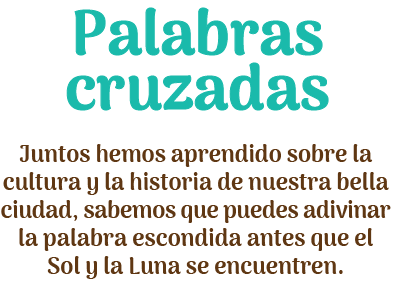 Palabras
cruzadas
Juntos hemos aprendido sobre la
cultura y la historia de nuestra bella
ciudad, sabemos que puedes adivinar
la palabra escondida antes que el
Sol y la Luna se encuentren.